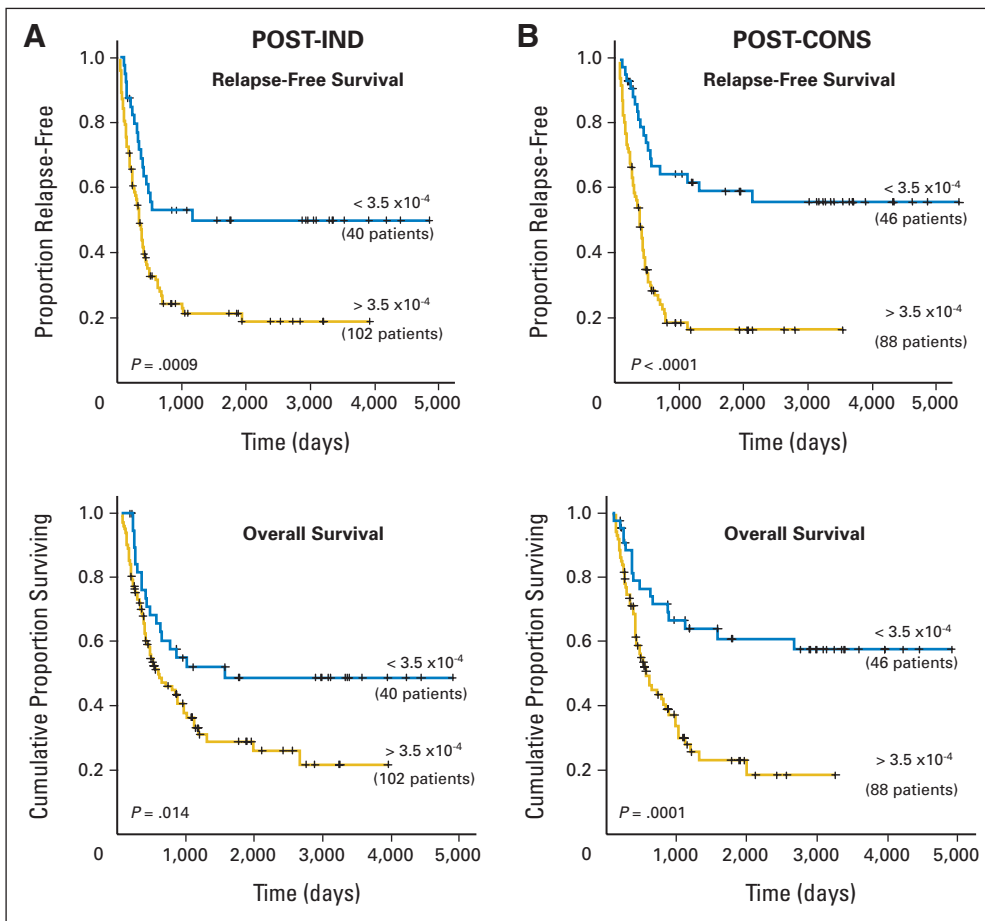 A
POST-IND
Relapse-Free Survival
Proportion Relapse-Free
1.0
0.8
0.6
0.4
0.2
< 3.5 x10-4
(40 patients)
> 3.5 x10-4
(102 patients)
P = .0009
0 1,000 2,000 3,000 4,000 5,000
Time (days)
B
POST-CONS
Relapse-Free Survival
Proportion Relapse-Free
1.0
0.8
0.6
0.4
0.2
< 3.5 x10-4
(46 patients)
> 3.5 x10-4
(88 patients)
P < .0001
0 1,000 2,000 3,000 4,000 5,000
Time (days)
Overall Survival
Cumulative Proportion Surviving
1.0
0.8
0.6
0.4
0.2
< 3.5 x10-4
(40 patients)
> 3.5 x10-4
(102 patients)
P = .014
0 1,000 2,000 3,000 4,000 5,000
Time (days)
Overall Survival
Cumulative Proportion Surviving
1.0
0.8
0.6
0.4
0.2
< 3.5 x10-4
(46 patients)
> 3.5 x10-4
(88 patients)
P = .0001
0 1,000 2,000 3,000 4,000 5,000
Time (days)